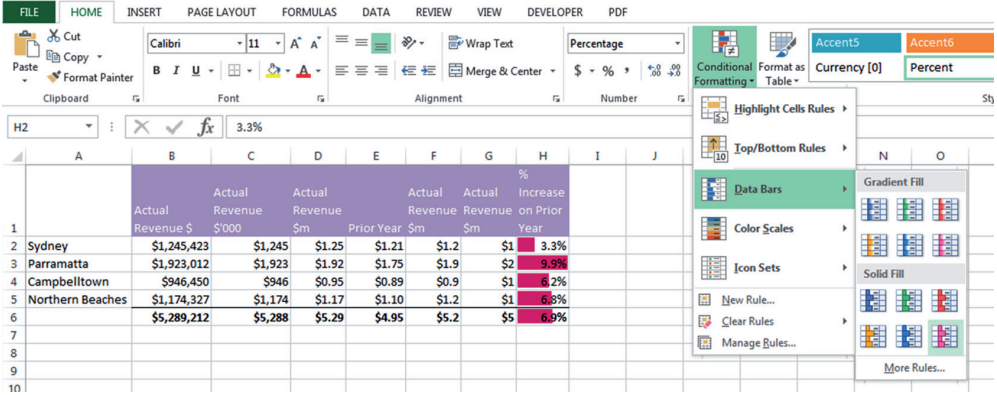 FILE HOME INSERT PAGE LAYOUT FORMULAS DATA REVIEW VIEW DEVELOPER PDF
Paste
Cut
Copy
Format Painter
Clipboard
Calibri 11 A A
B I U A
Font
Wrap Text
Merge & Center
Alignment
Percentage
$ % , .00 .0
Number
Conditional Formatting
Format as Table
Accent5 Accent6
Currency [0] Percent
Sty
H2 fx 3.3%
A B C D E F G H I J N O
1 Actual Revenue $ Actual Revenue $'000 Actual Revenue $m Prior Year Actual Revenue $m Actual Revenue $m % Increase on Prior Year
2 Sydney $1,245,423 $1,245 $1.25 $1.21 $1.2 $1 3.3%
3 Parramatta $1,923,012 $1,923 $1.92 $1.75 $1.9 $2 9.9%
4 Campbelltown $946,450 $946 $0.95 $0.89 $0.9 $1 6.2%
5 Northern Beaches $1,174,327 $1,174 $1.17 $1.10 $1.2 $1 6.8%
6 $5,289,212 $5,288 $5.29 $4.95 $5.2 $5 6.9%
7
8
9
10
Highlight Cells Rules
Top/Bottom Rules
Data Bars
Color Scales
Icon Sets
New Rule...
Clear Rules
Manage Rules...
Gradient Fill
Solid Fill
More Rules...